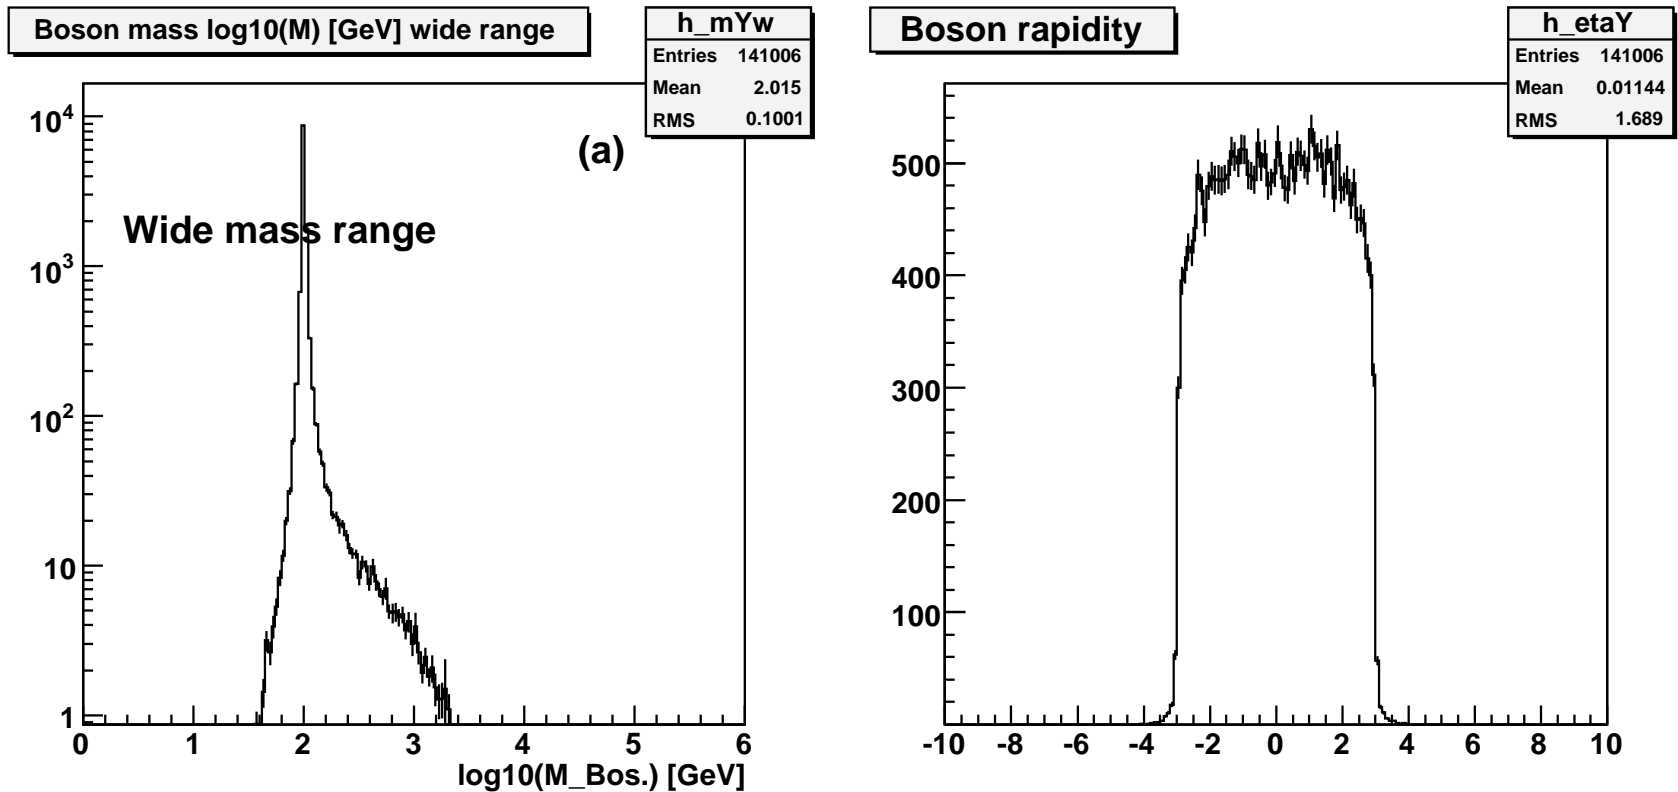 Boson mass log10(M) [GeV] wide range
h_mYw
Entries 141006
Mean 2.015
RMS 0.1001
10^4
(a)
Wide mass range
10^3
10^2
10
1
0 1 2 3 4 5 6
log10(M_Bos.) [GeV]
Boson rapidity
h_etaY
Entries 141006
Mean 0.01144
RMS 1.689
500
400
300
200
100
-10 -8 -6 -4 -2 0 2 4 6 8 10